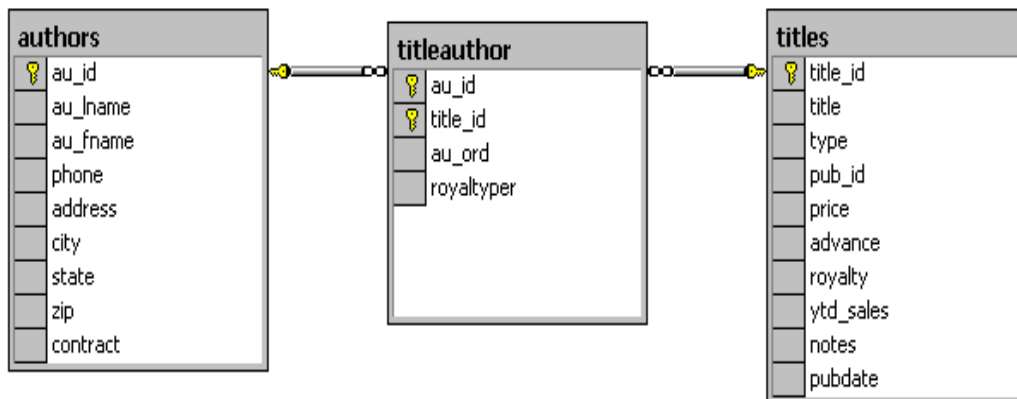 authors
au_id
au_lname
au_fname
phone
address
city
state
zip
contract
titleauthor
au_id
title_id
au_ord
royaltyper
titles
title_id
title
type
pub_id
price
advance
royalty
ytd_sales
notes
pubdate